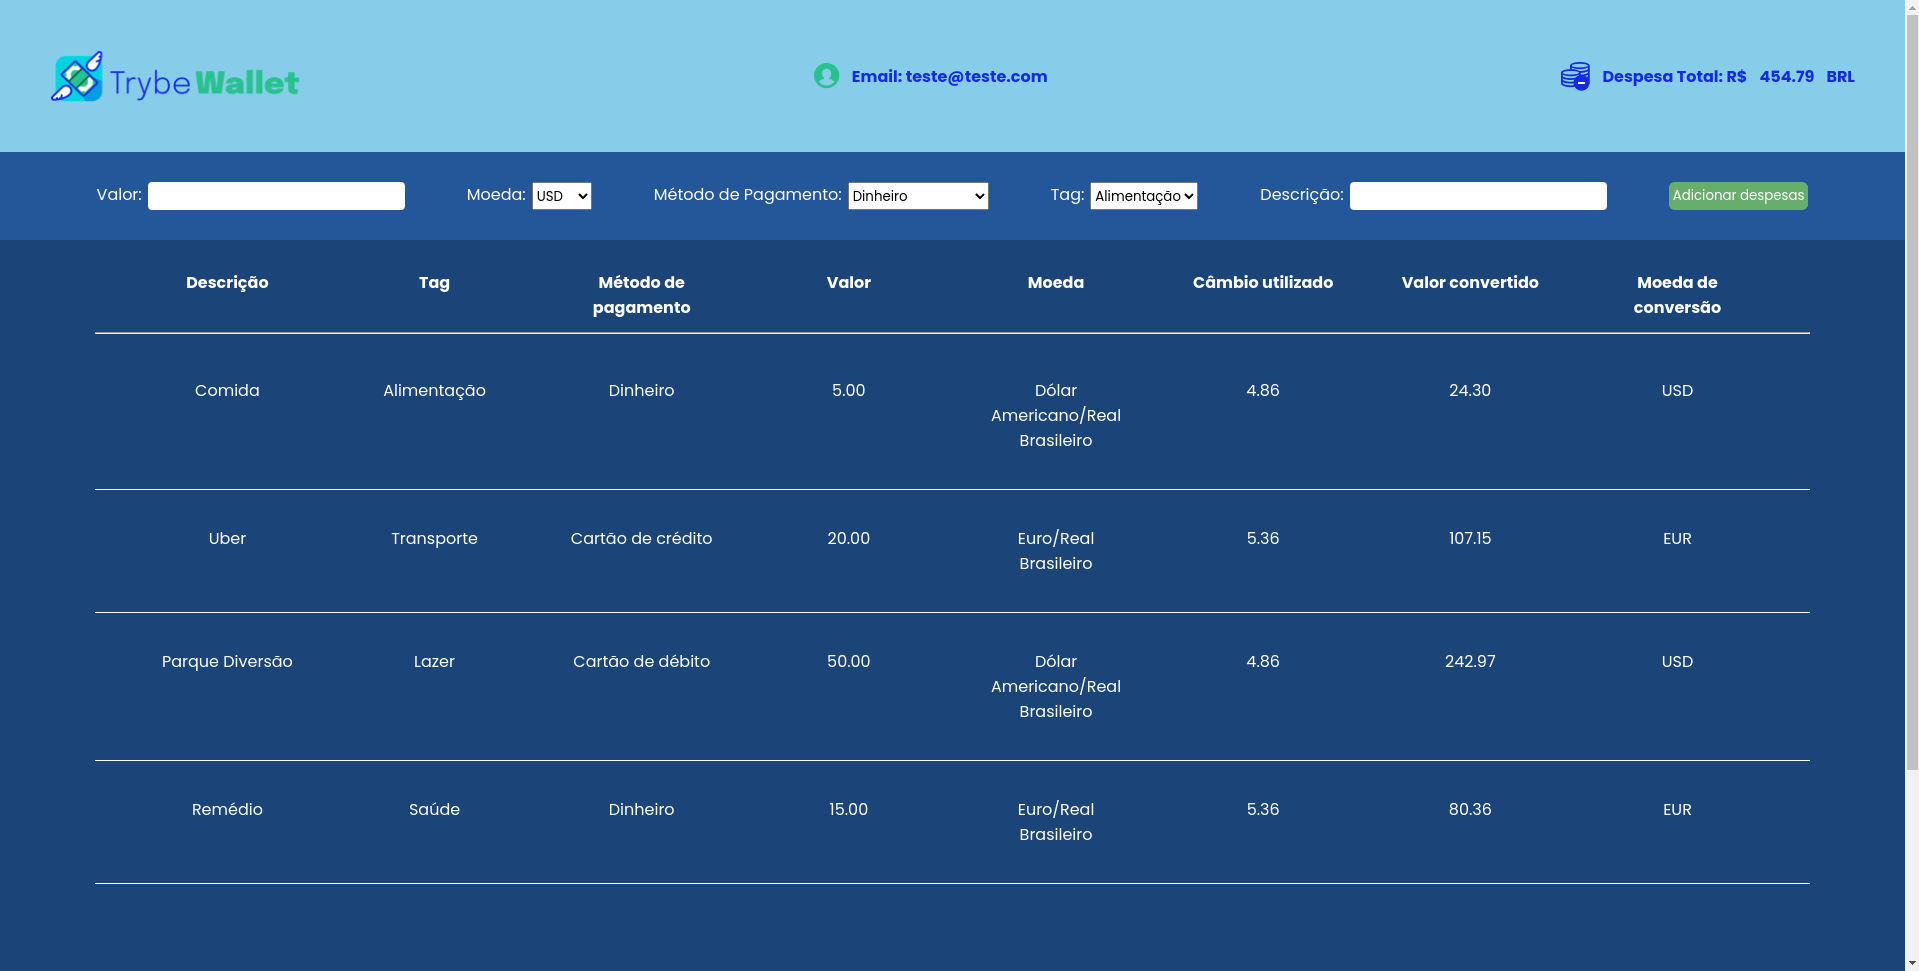 Trybe Wallet
Email: teste@teste.com
Despesa Total: R$ 454.79 BRL
Valor:
Moeda: USD
Método de Pagamento: Dinheiro
Tag: Alimentação
Descrição:
Adicionar despesas
Descrição Tag Método de pagamento Valor Moeda Câmbio utilizado Valor convertido Moeda de conversão
Comida Alimentação Dinheiro 5.00 Dólar Americano/Real Brasileiro 4.86 24.30 USD
Uber Transporte Cartão de crédito 20.00 Euro/Real Brasileiro 5.36 107.15 EUR
Parque Diversão Lazer Cartão de débito 50.00 Dólar Americano/Real Brasileiro 4.86 242.97 USD
Remédio Saúde Dinheiro 15.00 Euro/Real Brasileiro 5.36 80.36 EUR